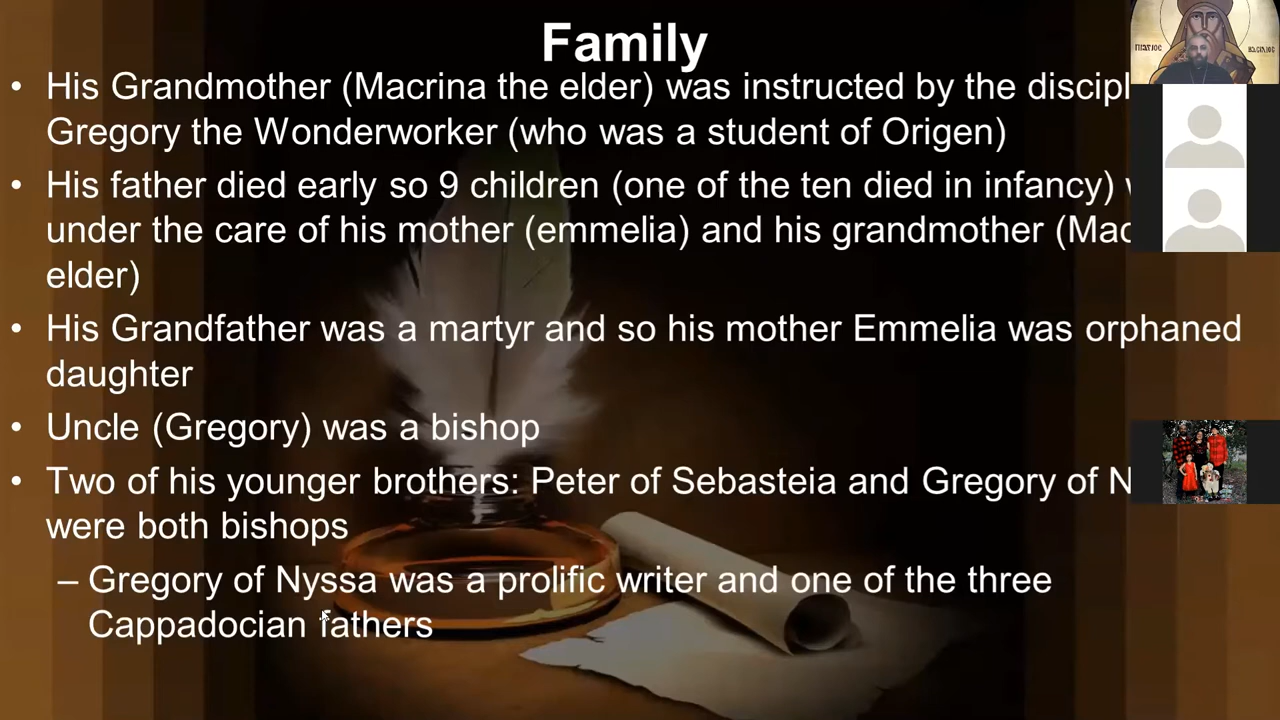 Family
• His Grandmother (Macrina the elder) was instructed by the
Gregory the Wonderworker (who was a student of Origen)
• His father died early so 9 children (one of the ten died in infancy)
under the care of his mother (emmelia) and his grandmother
elder)
• His Grandfather was a martyr and so his mother Emmelia was orphaned
daughter
• Uncle (Gregory) was a bishop
• Two of his younger brothers: Peter of Sebasteia and Gregory of
were both bishops
– Gregory of Nyssa was a prolific writer and one of the three
Cappadocian fathers